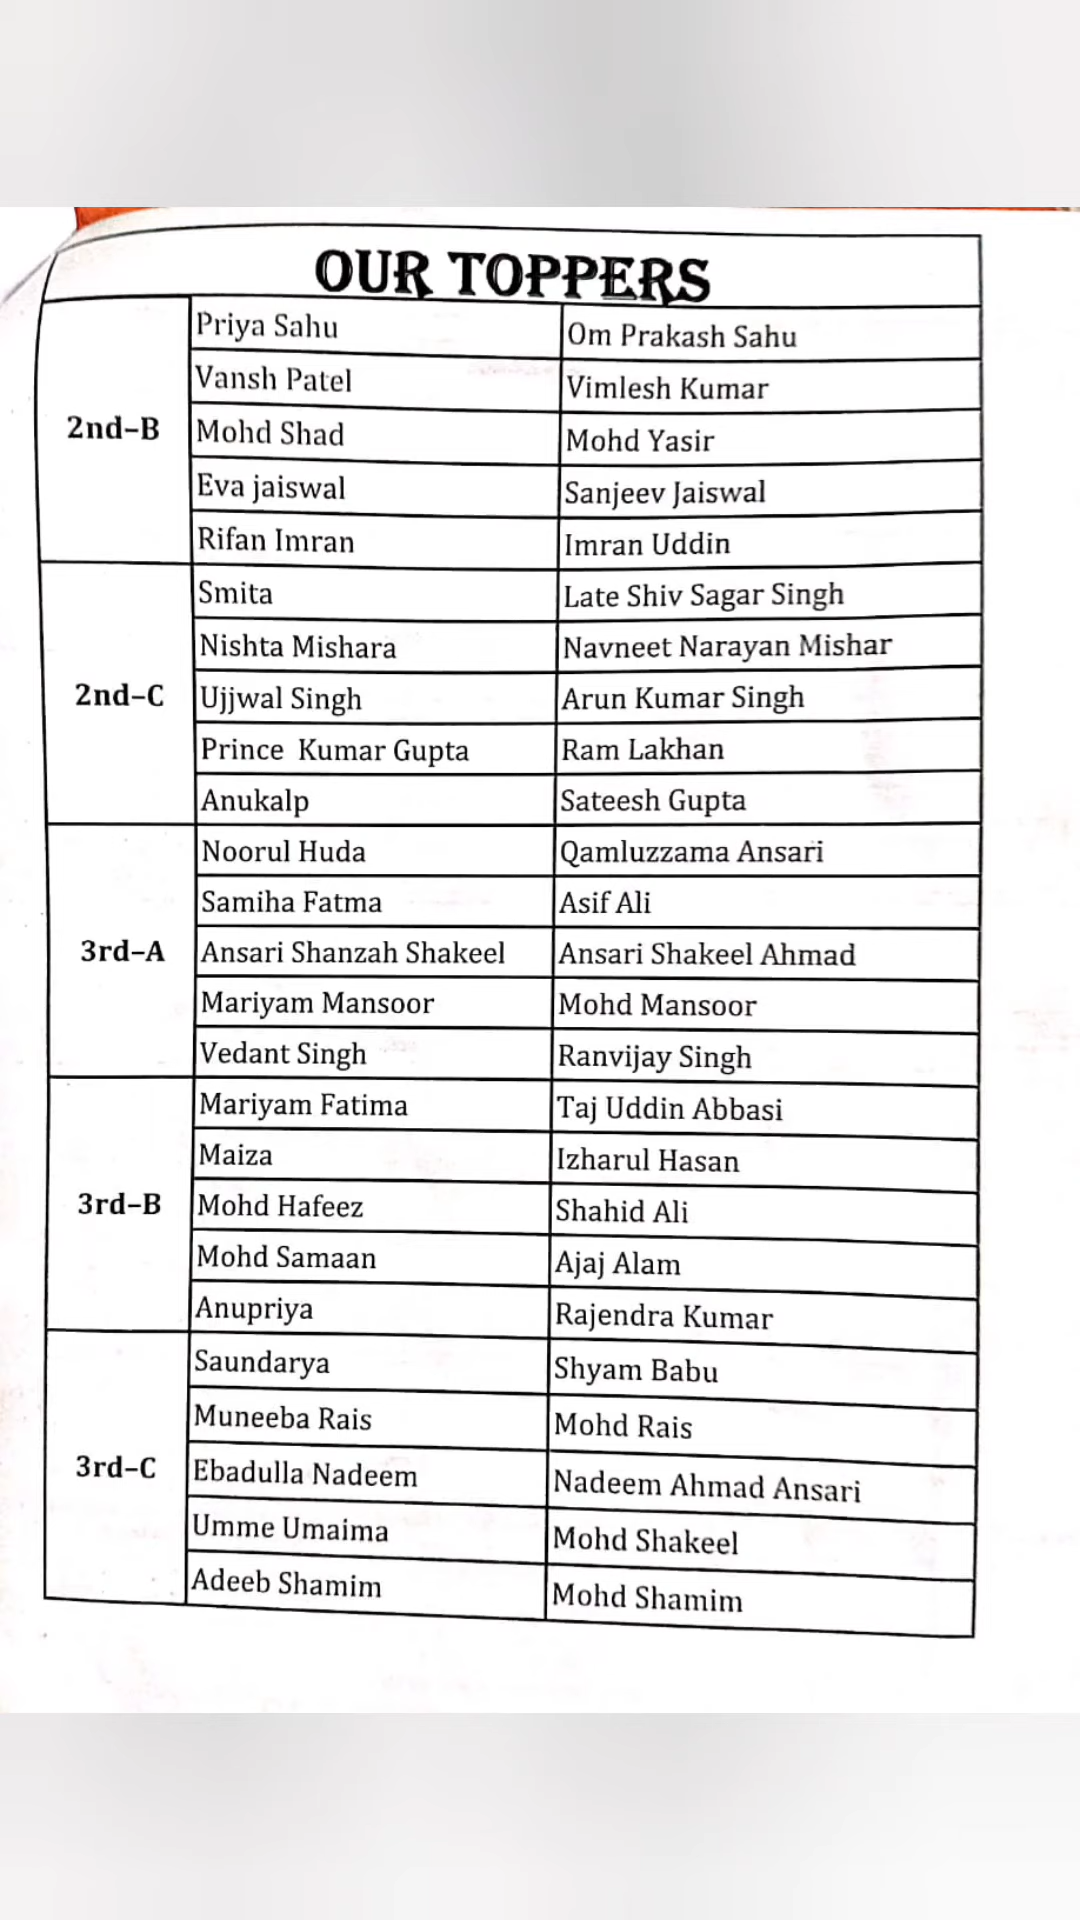 OUR TOPPERS
2nd-B
Priya Sahu Om Prakash Sahu
Vansh Patel Vimlesh Kumar
Mohd Shad Mohd Yasir
Eva jaiswal Sanjeev Jaiswal
Rifan Imran Imran Uddin
2nd-C
Smita Late Shiv Sagar Singh
Nishta Mishara Navneet Narayan Mishar
Ujjwal Singh Arun Kumar Singh
Prince Kumar Gupta Ram Lakhan
Anukalp Sateesh Gupta
3rd-A
Noorul Huda Qamluzzama Ansari
Samiha Fatma Asif Ali
Ansari Shanzah Shakeel Ansari Shakeel Ahmad
Mariyam Mansoor Mohd Mansoor
Vedant Singh Ranvijay Singh
3rd-B
Mariyam Fatima Taj Uddin Abbasi
Maiza Izharul Hasan
Mohd Hafeez Shahid Ali
Mohd Samaan Ajaj Alam
Anupriya Rajendra Kumar
3rd-C
Saundarya Shyam Babu
Muneeba Rais Mohd Rais
Ebadulla Nadeem Nadeem Ahmad Ansari
Umme Umaima Mohd Shakeel
Adeeb Shamim Mohd Shamim